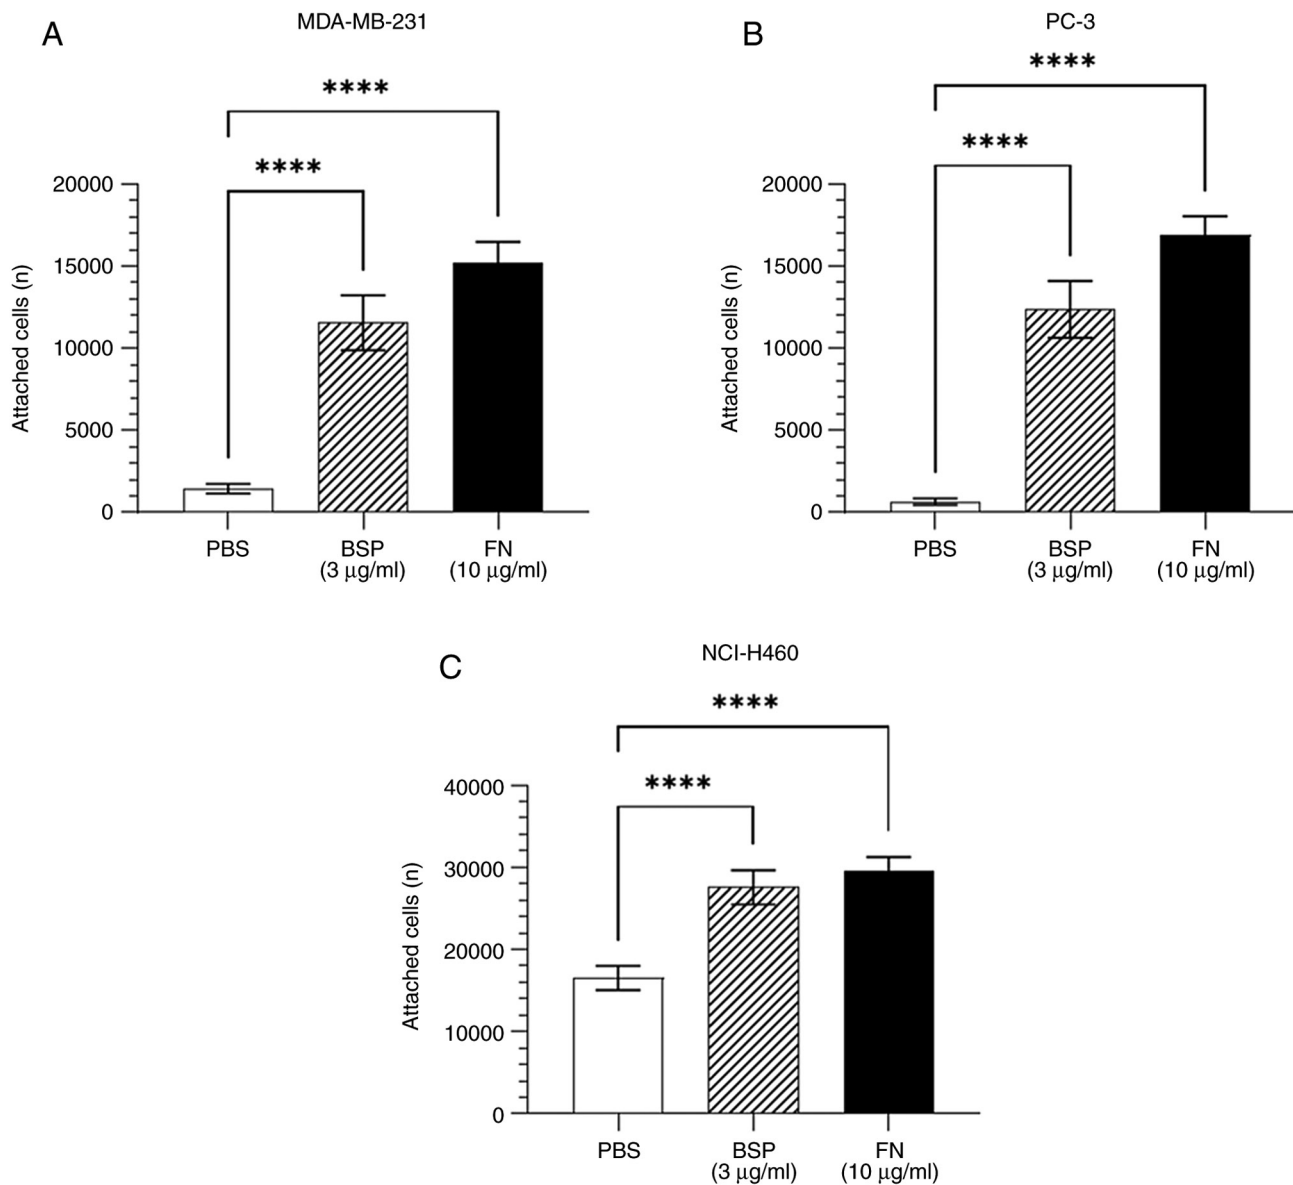 A
MDA-MB-231
****
****
20000
15000
10000
5000
0
Attached cells (n)
PBS
BSP
(3 µg/ml)
FN
(10 µg/ml)
B
PC-3
****
****
20000
15000
10000
5000
0
Attached cells (n)
PBS
BSP
(3 µg/ml)
FN
(10 µg/ml)
C
NCI-H460
****
****
40000
30000
20000
10000
0
Attached cells (n)
PBS
BSP
(3 µg/ml)
FN
(10 µg/ml)